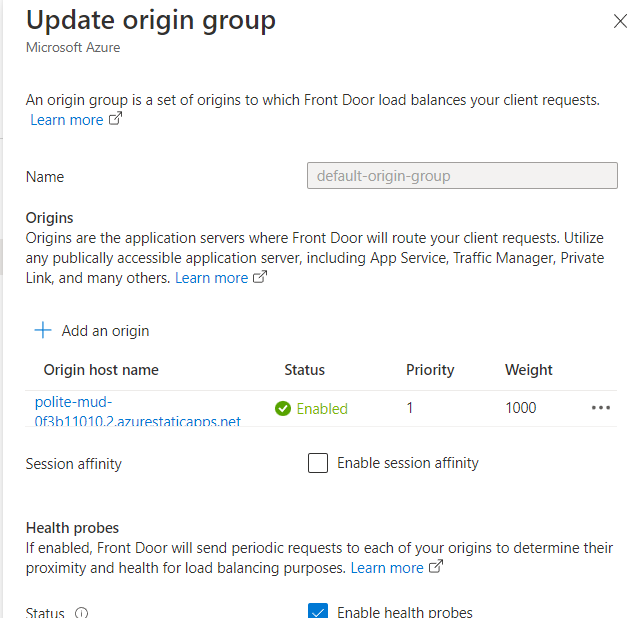 Update origin group
Microsoft Azure
An origin group is a set of origins to which Front Door load balances your client requests.
Learn more
Name
default-origin-group
Origins
Origins are the application servers where Front Door will route your client requests. Utilize
any publically accessible application server, including App Service, Traffic Manager, Private
Link, and many others. Learn more
Add an origin
Origin host name Status Priority Weight
polite-mud-
0f3b11010.2.azurestaticapps.net
Enabled 1 1000
Session affinity
Enable session affinity
Health probes
If enabled, Front Door will send periodic requests to each of your origins to determine their
proximity and health for load balancing purposes. Learn more
Status
Enable health probes